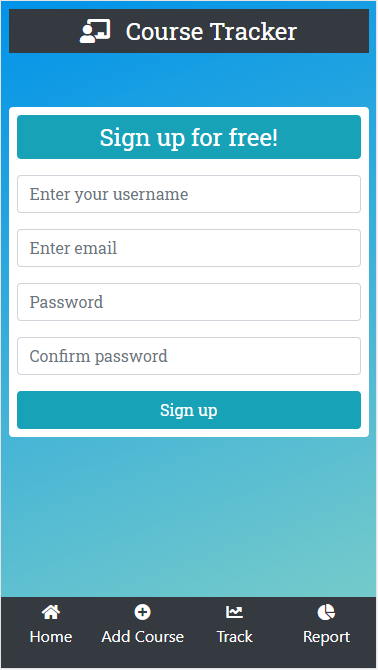 Course Tracker
Sign up for free!
Enter your username
Enter email
Password
Confirm password
Sign up
Home Add Course Track Report